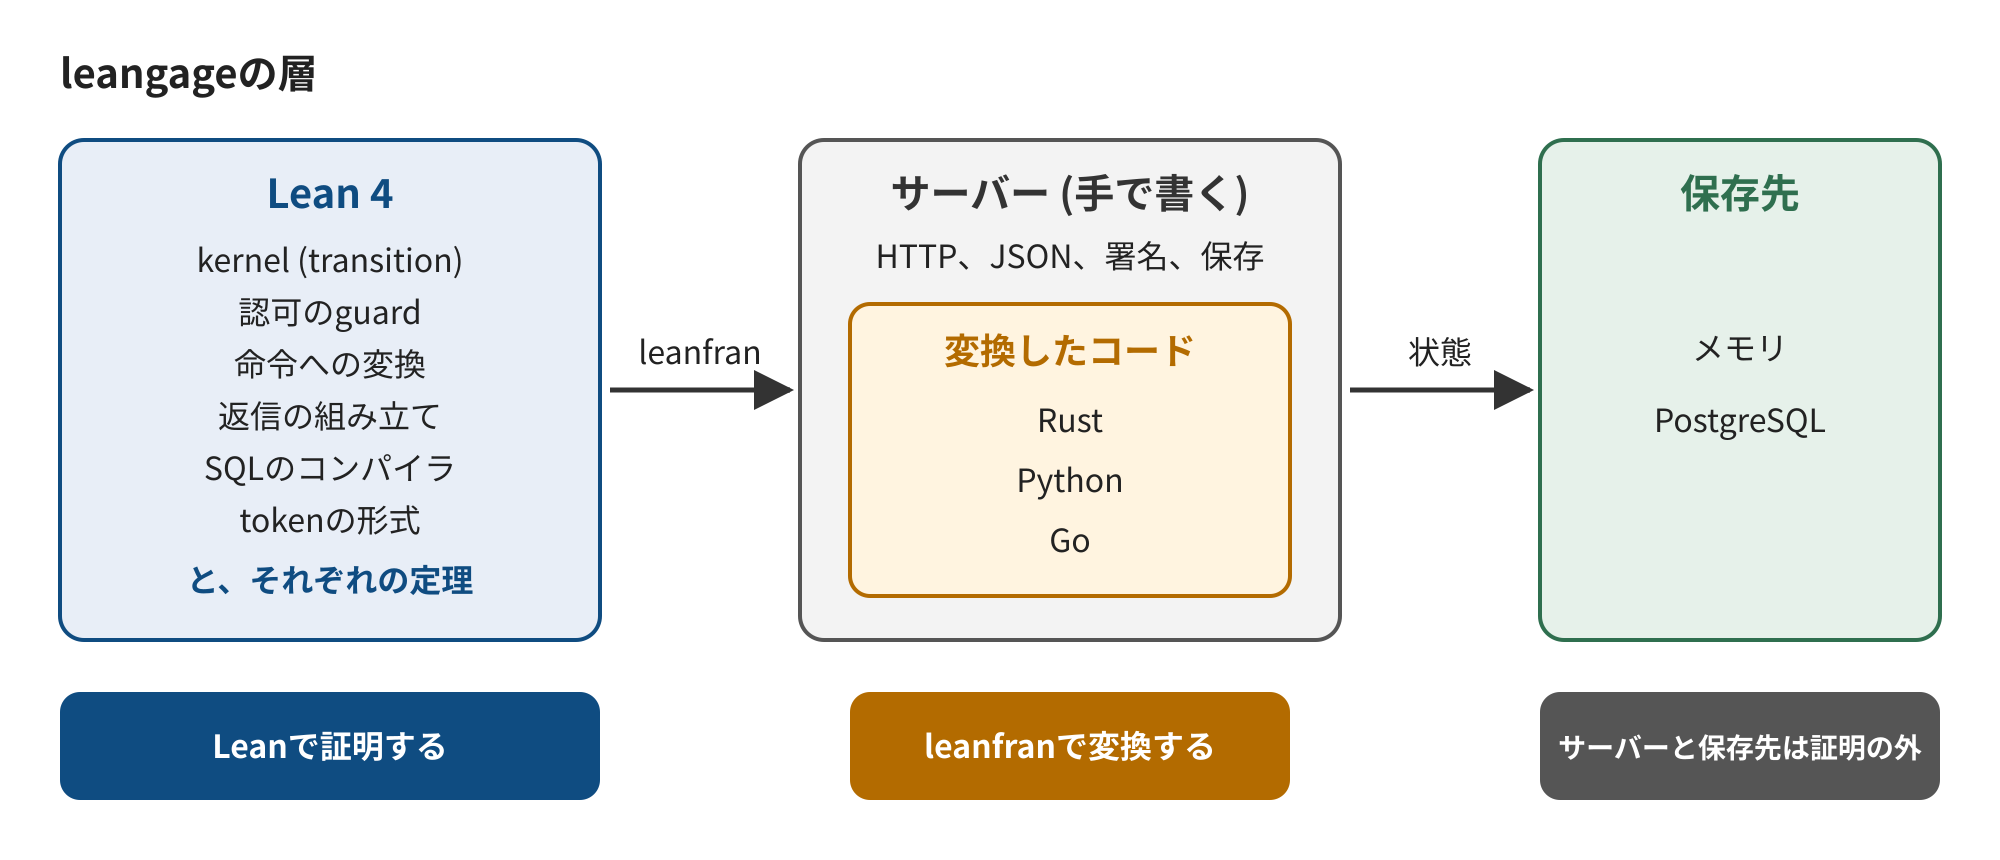 leangageの層
Lean 4
kernel (transition)
認可のguard
命令への変換
返信の組み立て
SQLのコンパイラ
tokenの形式
と、それぞれの定理
leanfran
サーバー (手で書く)
HTTP、JSON、署名、保存
変換したコード
Rust
Python
Go
状態
保存先
メモリ
PostgreSQL
Leanで証明する
leanfranで変換する
サーバーと保存先は証明の外